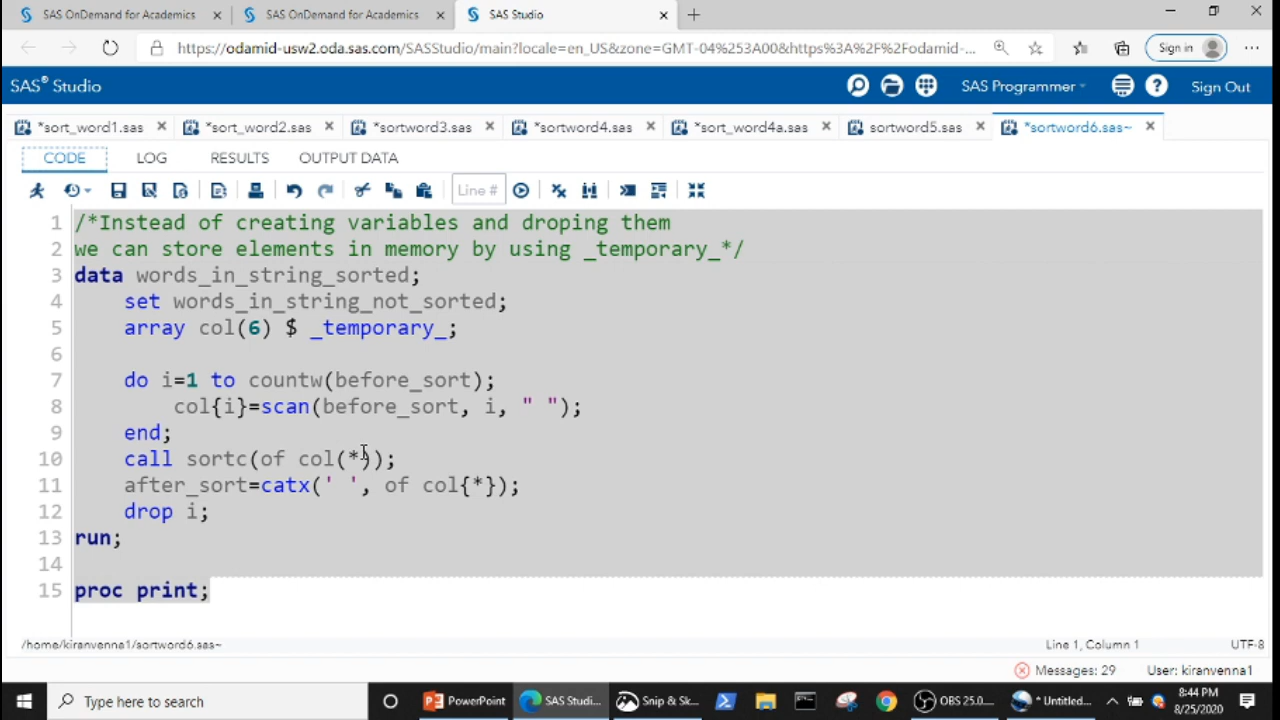 SAS OnDemand for Academics SAS OnDemand for Academics SAS Studio
https://odamid-usw2.oda.sas.com/SASStudio/main?locale=en_US&zone=GMT-04%253A00&https%3A%2F%2Fodamid-... Sign in
SAS® Studio SAS Programmer Sign Out
*sort_word1.sas *sort_word2.sas *sortword3.sas *sortword4.sas *sort_word4a.sas sortword5.sas *sortword6.sas~
CODE LOG RESULTS OUTPUT DATA
Line #
1 /*Instead of creating variables and droping them
2 we can store elements in memory by using _temporary_*/
3 data words_in_string_sorted;
4 set words_in_string_not_sorted;
5 array col(6) $ _temporary_;
6
7 do i=1 to countw(before_sort);
8 col{i}=scan(before_sort, i, " ");
9 end;
10 call sortc(of col(*));
11 after_sort=catx(' ', of col{*});
12 drop i;
13 run;
14
15 proc print;
/home/kiranvenna1/sortword6.sas~ Line 1, Column 1 UTF-8
Messages: 29 User: kiranvenna1
Type here to search PowerPoint SAS Studi... Snip & Sk... OBS 25.0... * Untitled... 8:44 PM
8/25/2020